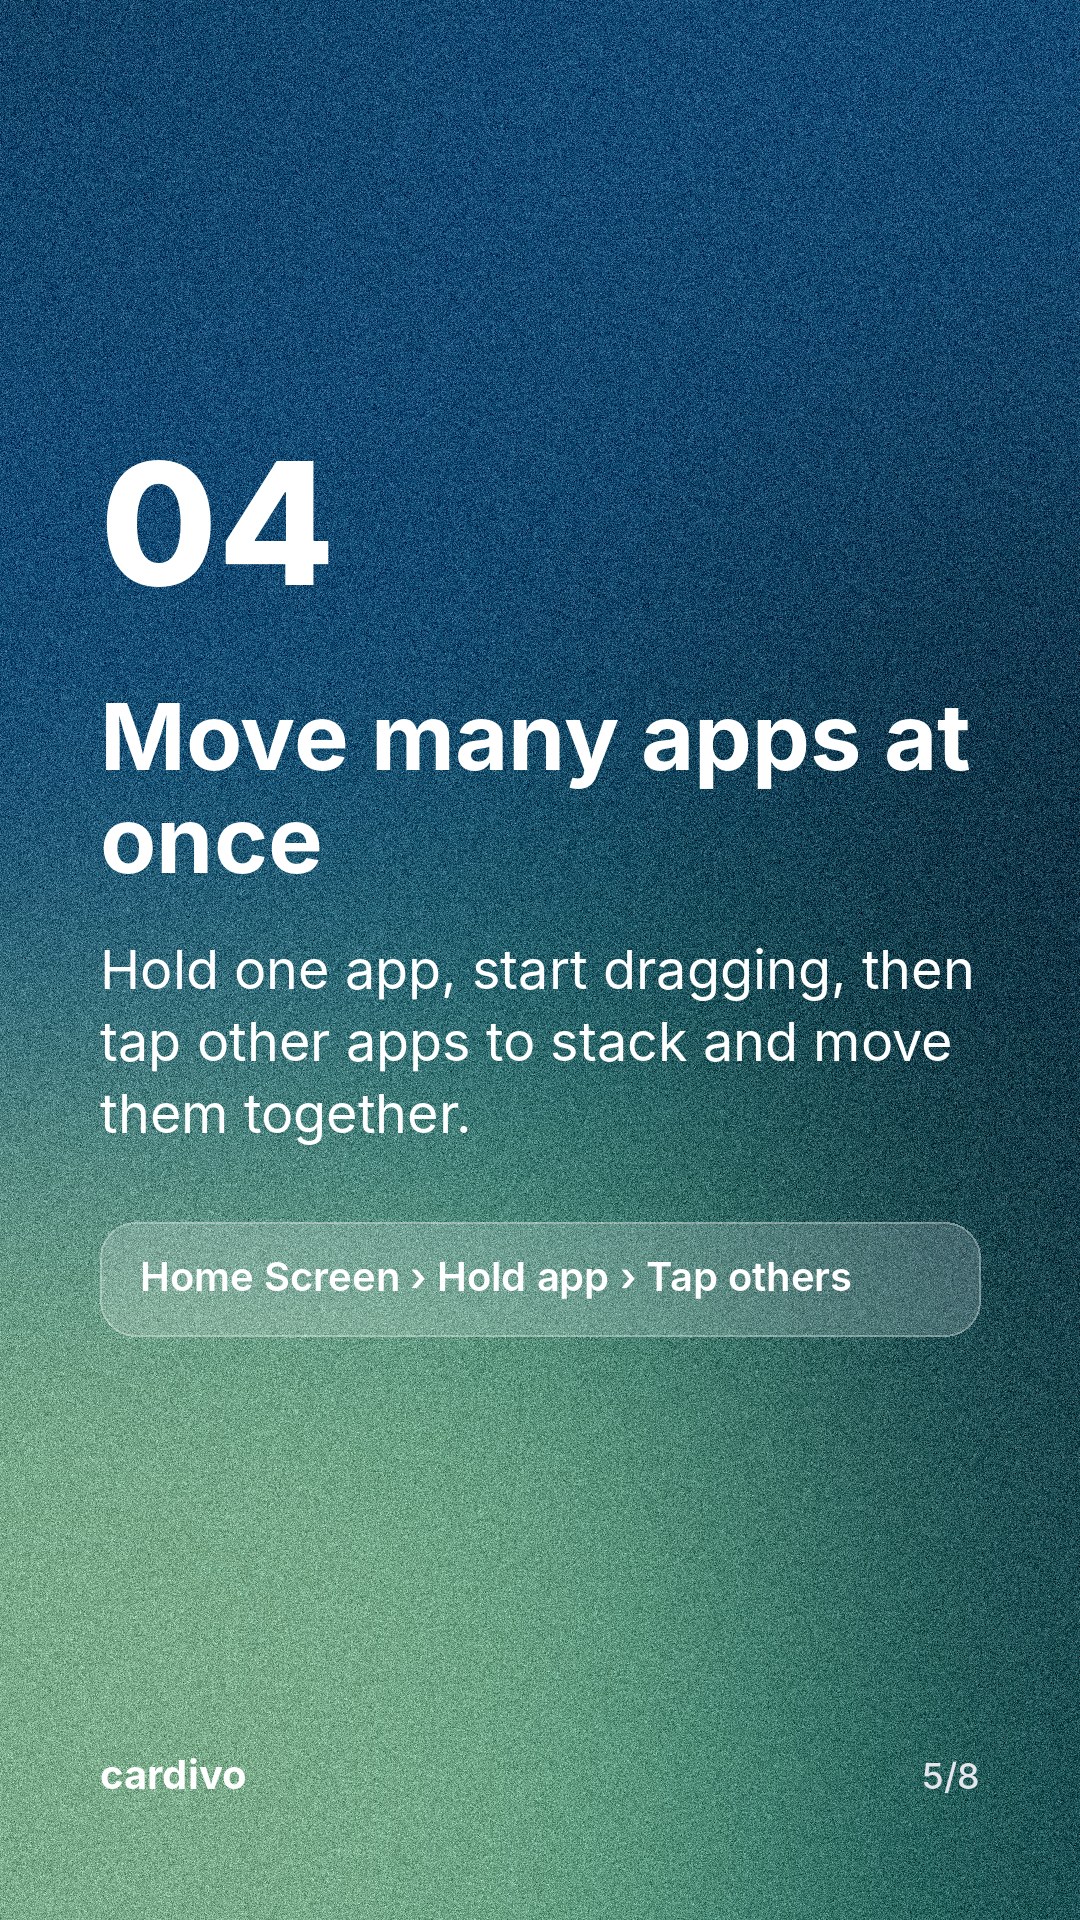 04
Move many apps at
once
Hold one app, start dragging, then
tap other apps to stack and move
them together.
Home Screen › Hold app › Tap others
cardivo
5/8